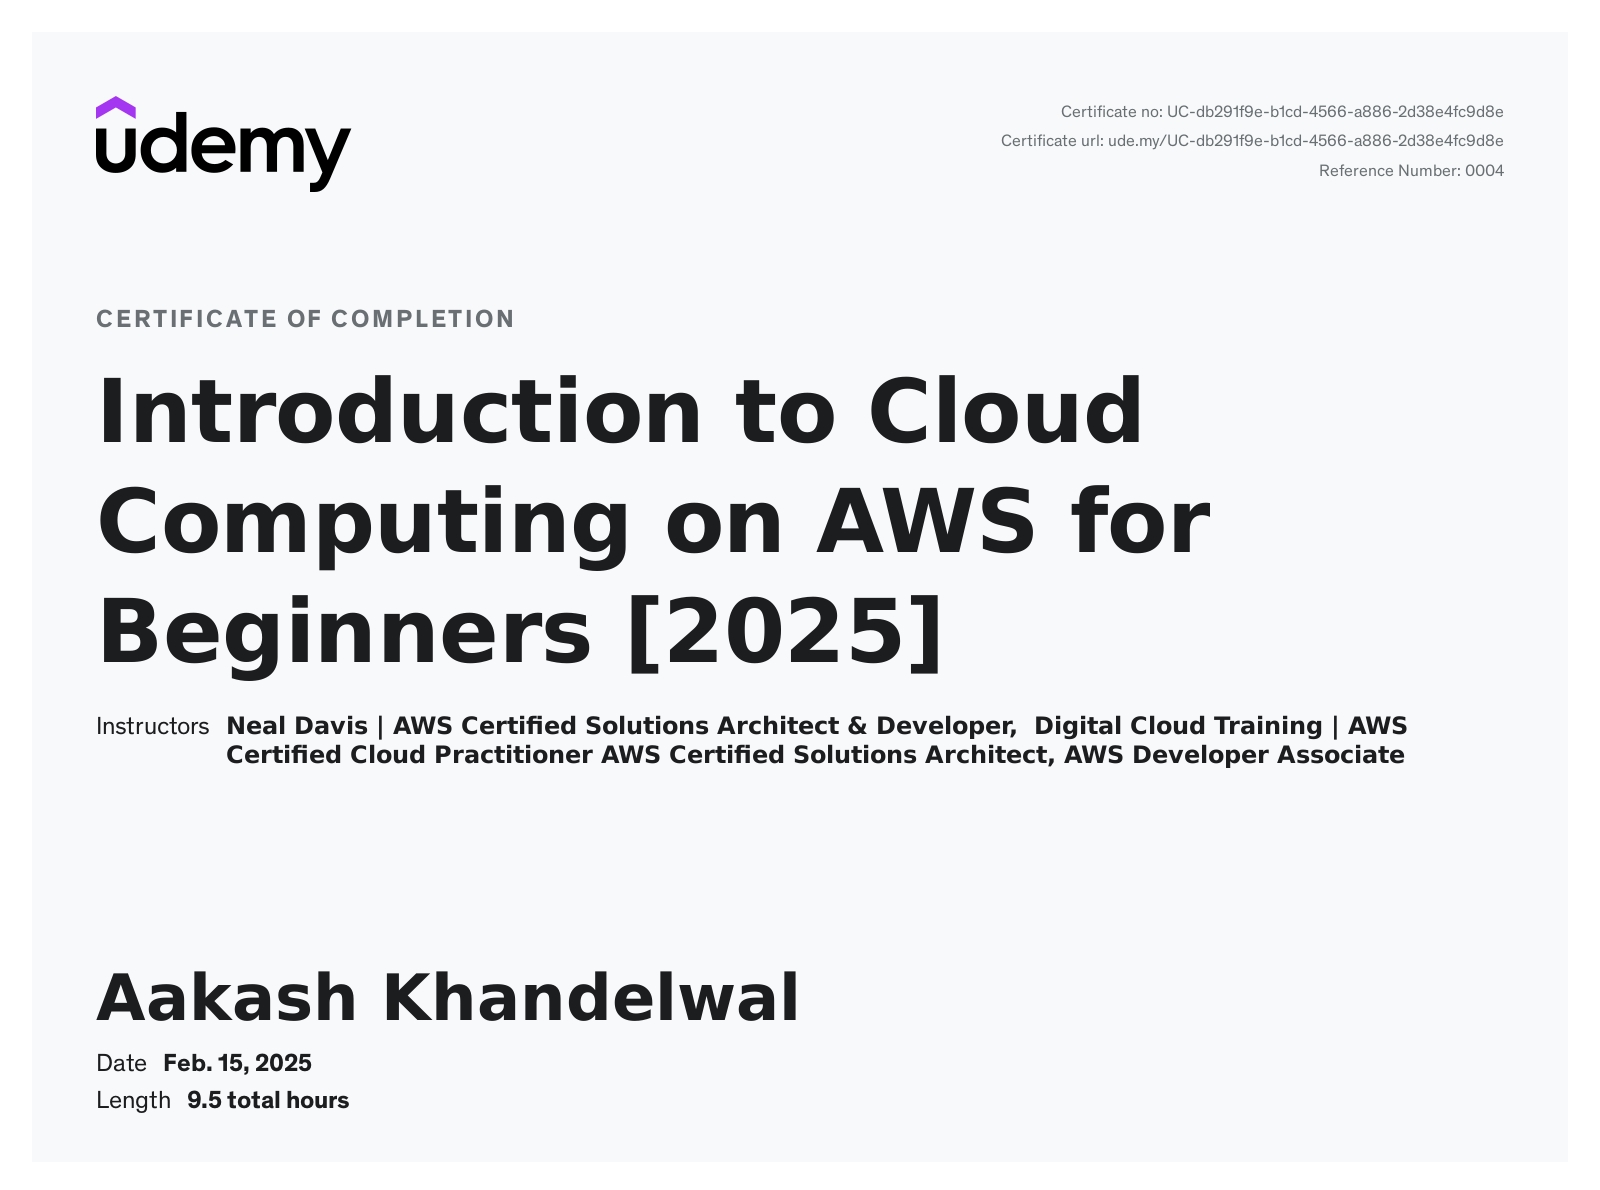 udemy
Certificate no: UC-db291f9e-b1cd-4566-a886-2d38e4fc9d8e
Certificate url: ude.my/UC-db291f9e-b1cd-4566-a886-2d38e4fc9d8e
Reference Number: 0004
CERTIFICATE OF COMPLETION
Introduction to Cloud
Computing on AWS for
Beginners [2025]
Instructors Neal Davis | AWS Certified Solutions Architect & Developer, Digital Cloud Training | AWS
Certified Cloud Practitioner AWS Certified Solutions Architect, AWS Developer Associate
Aakash Khandelwal
Date Feb. 15, 2025
Length 9.5 total hours